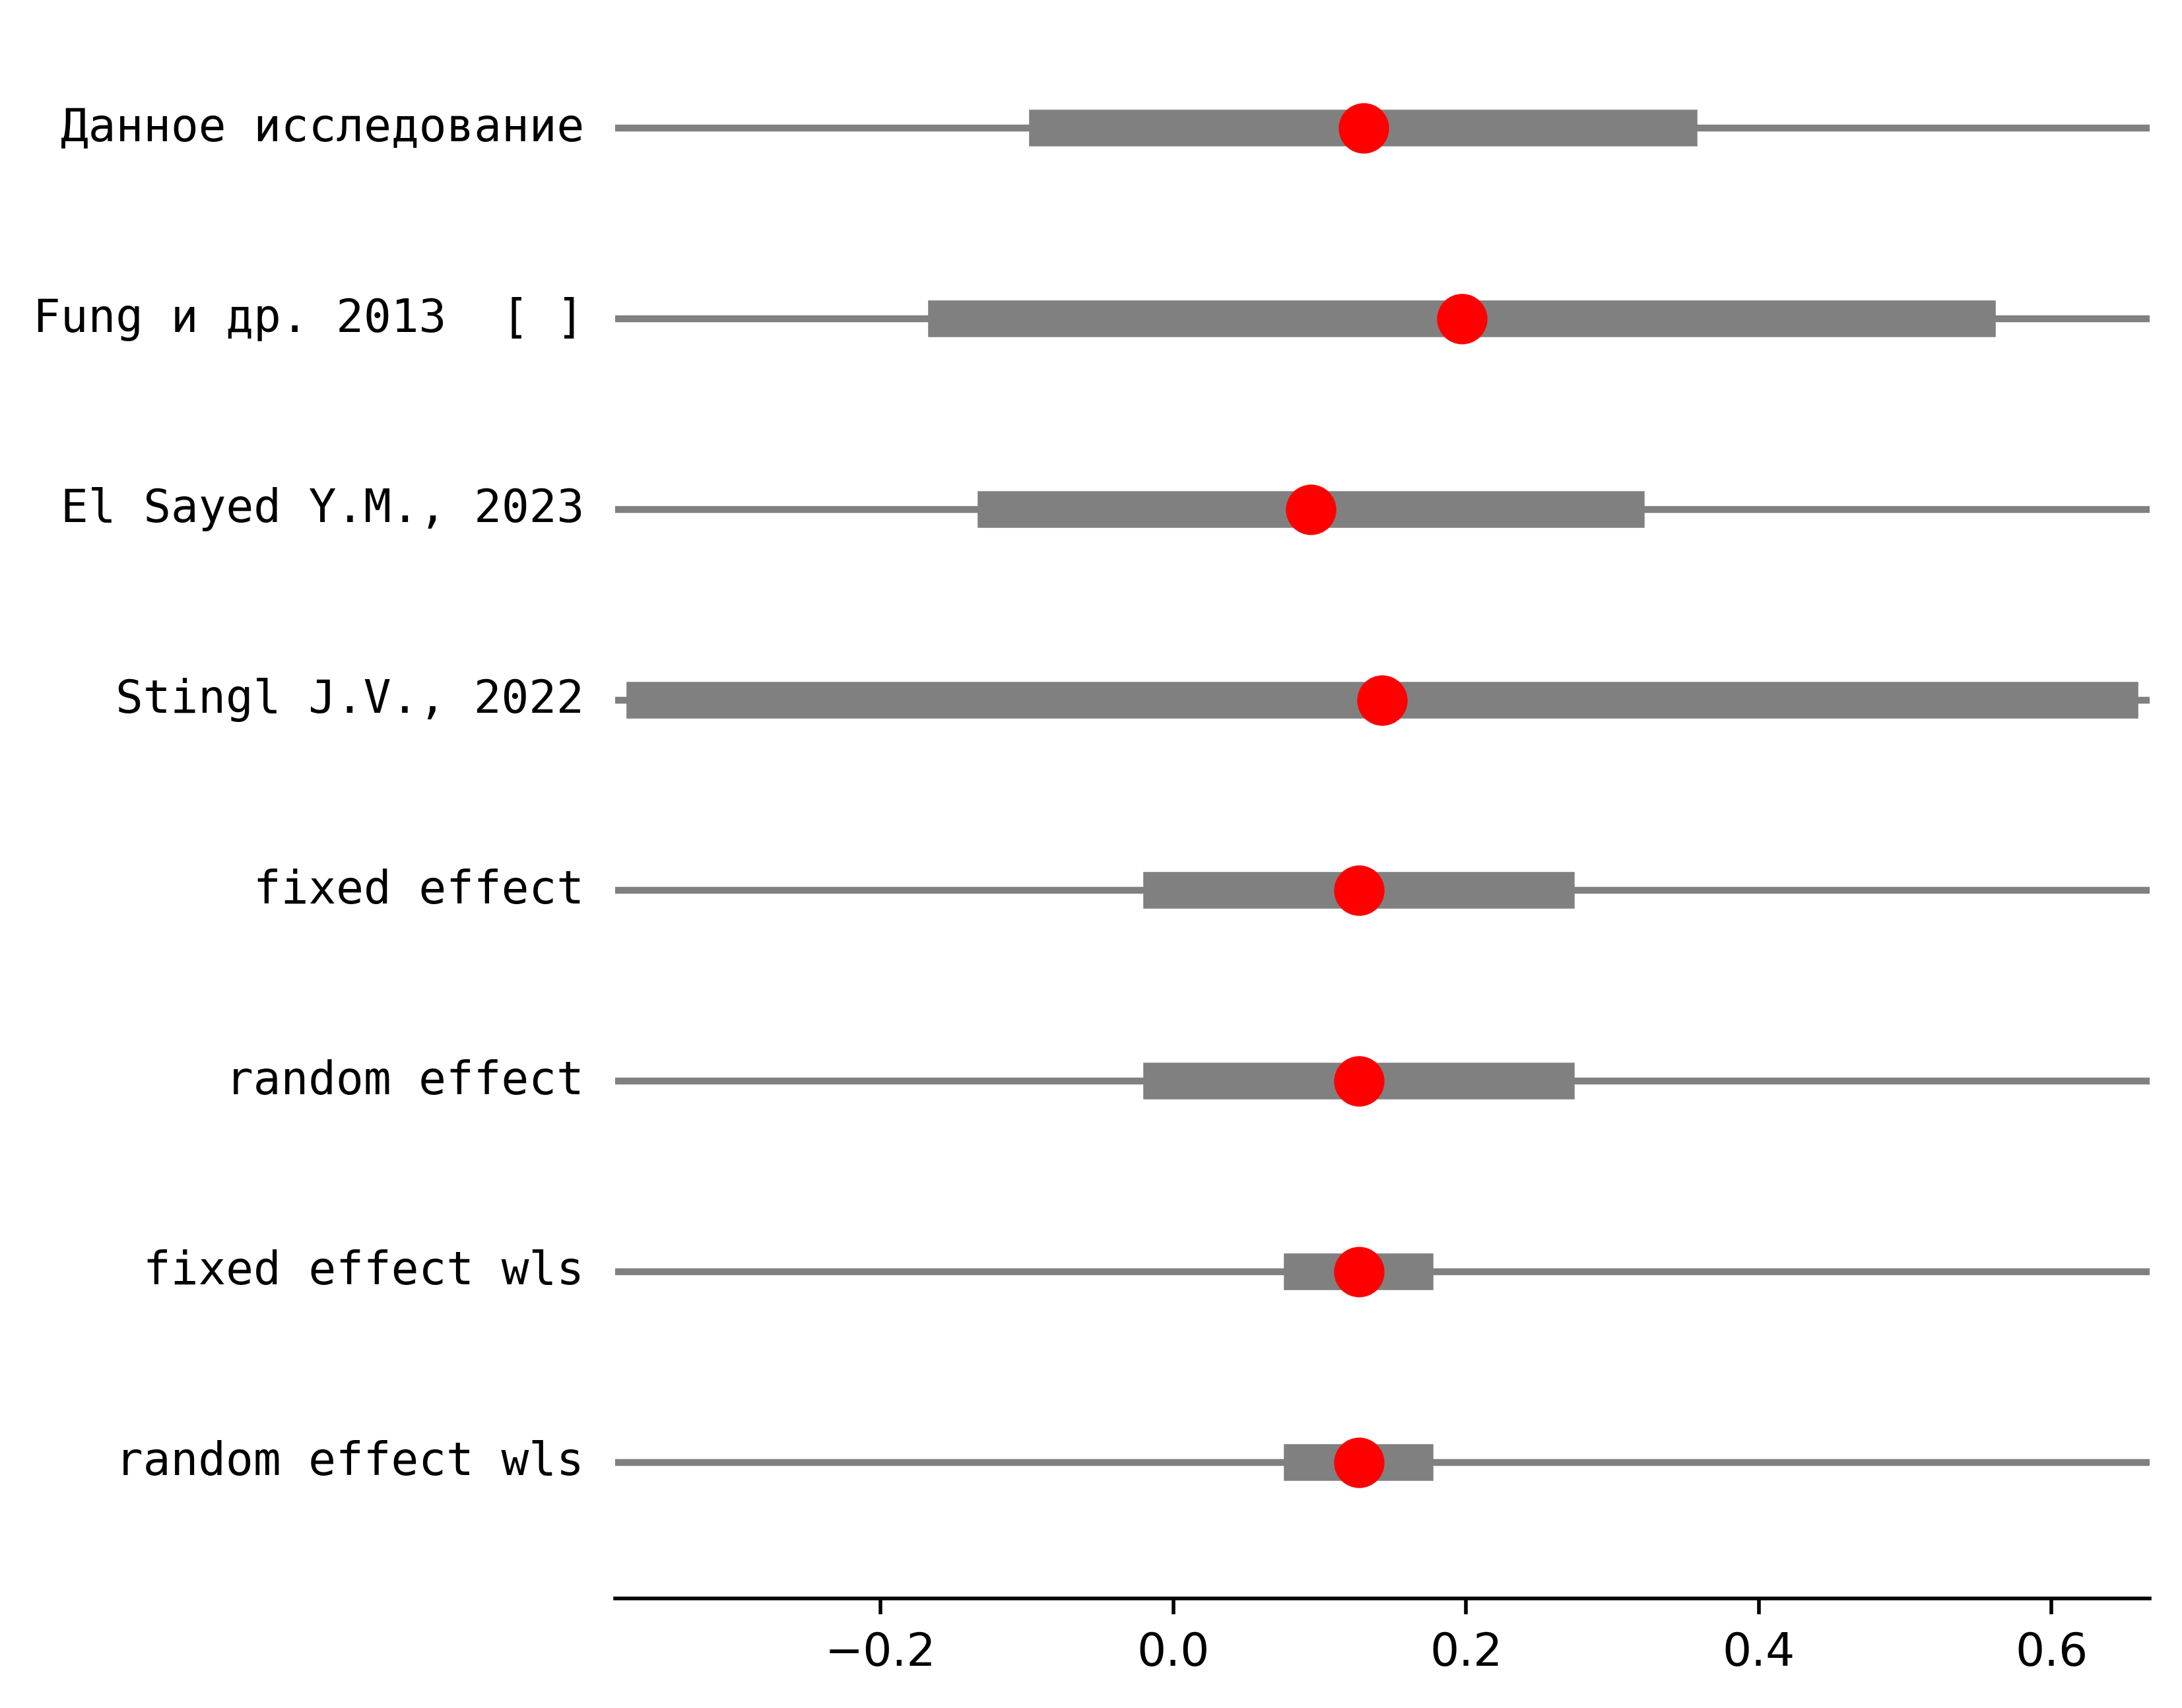 Данное исследование
Fung и др. 2013  [ ]
El Sayed Y.M., 2023
Stingl J.V., 2022
fixed effect
random effect
fixed effect wls
random effect wls
−0.2 0.0 0.2 0.4 0.6